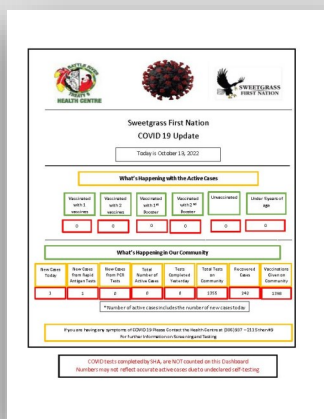 BATTLE RIVER
TREATY 6
HEALTH CENTRE
SWEETGRASS
FIRST NATION
Sweetgrass First Nation
COVID 19 Update
Today is October 13, 2022
What's Happening with the Active Cases
Vaccinated with 1 vaccines
Vaccinated with 2 vaccines
Vaccinated with 1st Booster
Vaccinated with 2nd Booster
Unvaccinated
Under 5 years of age
0 0 0 0 0 0
What's Happening in Our Community
New Cases Today
New Cases from Rapid Antigen Tests
New Cases from PCR Tests
Total Number of Active Cases
Tests Completed Yesterday
Total Tests on Community
Recovered Cases
Vaccinations Given on Community
*Number of active cases includes the number of new cases today
If you are having any symptoms of COVID 19 Please Contact the Health Centre at
For Further Information on Screening and Testing
COVID tests completed by SHA, are NOT counted on this Dashboard
Numbers may not reflect accurate active cases due to undeclared self-testing